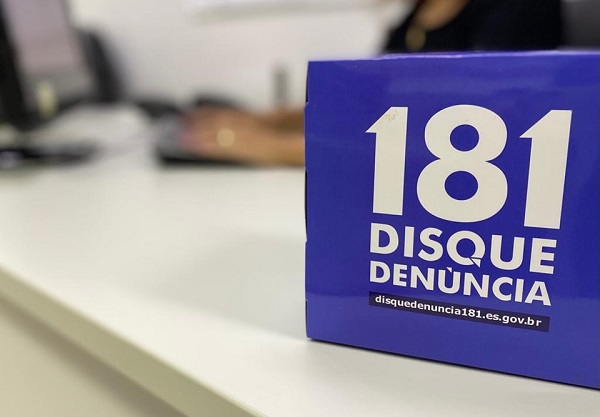 181
DISQUE
DENÙNCIA
disquedenuncia181.es.gov.br